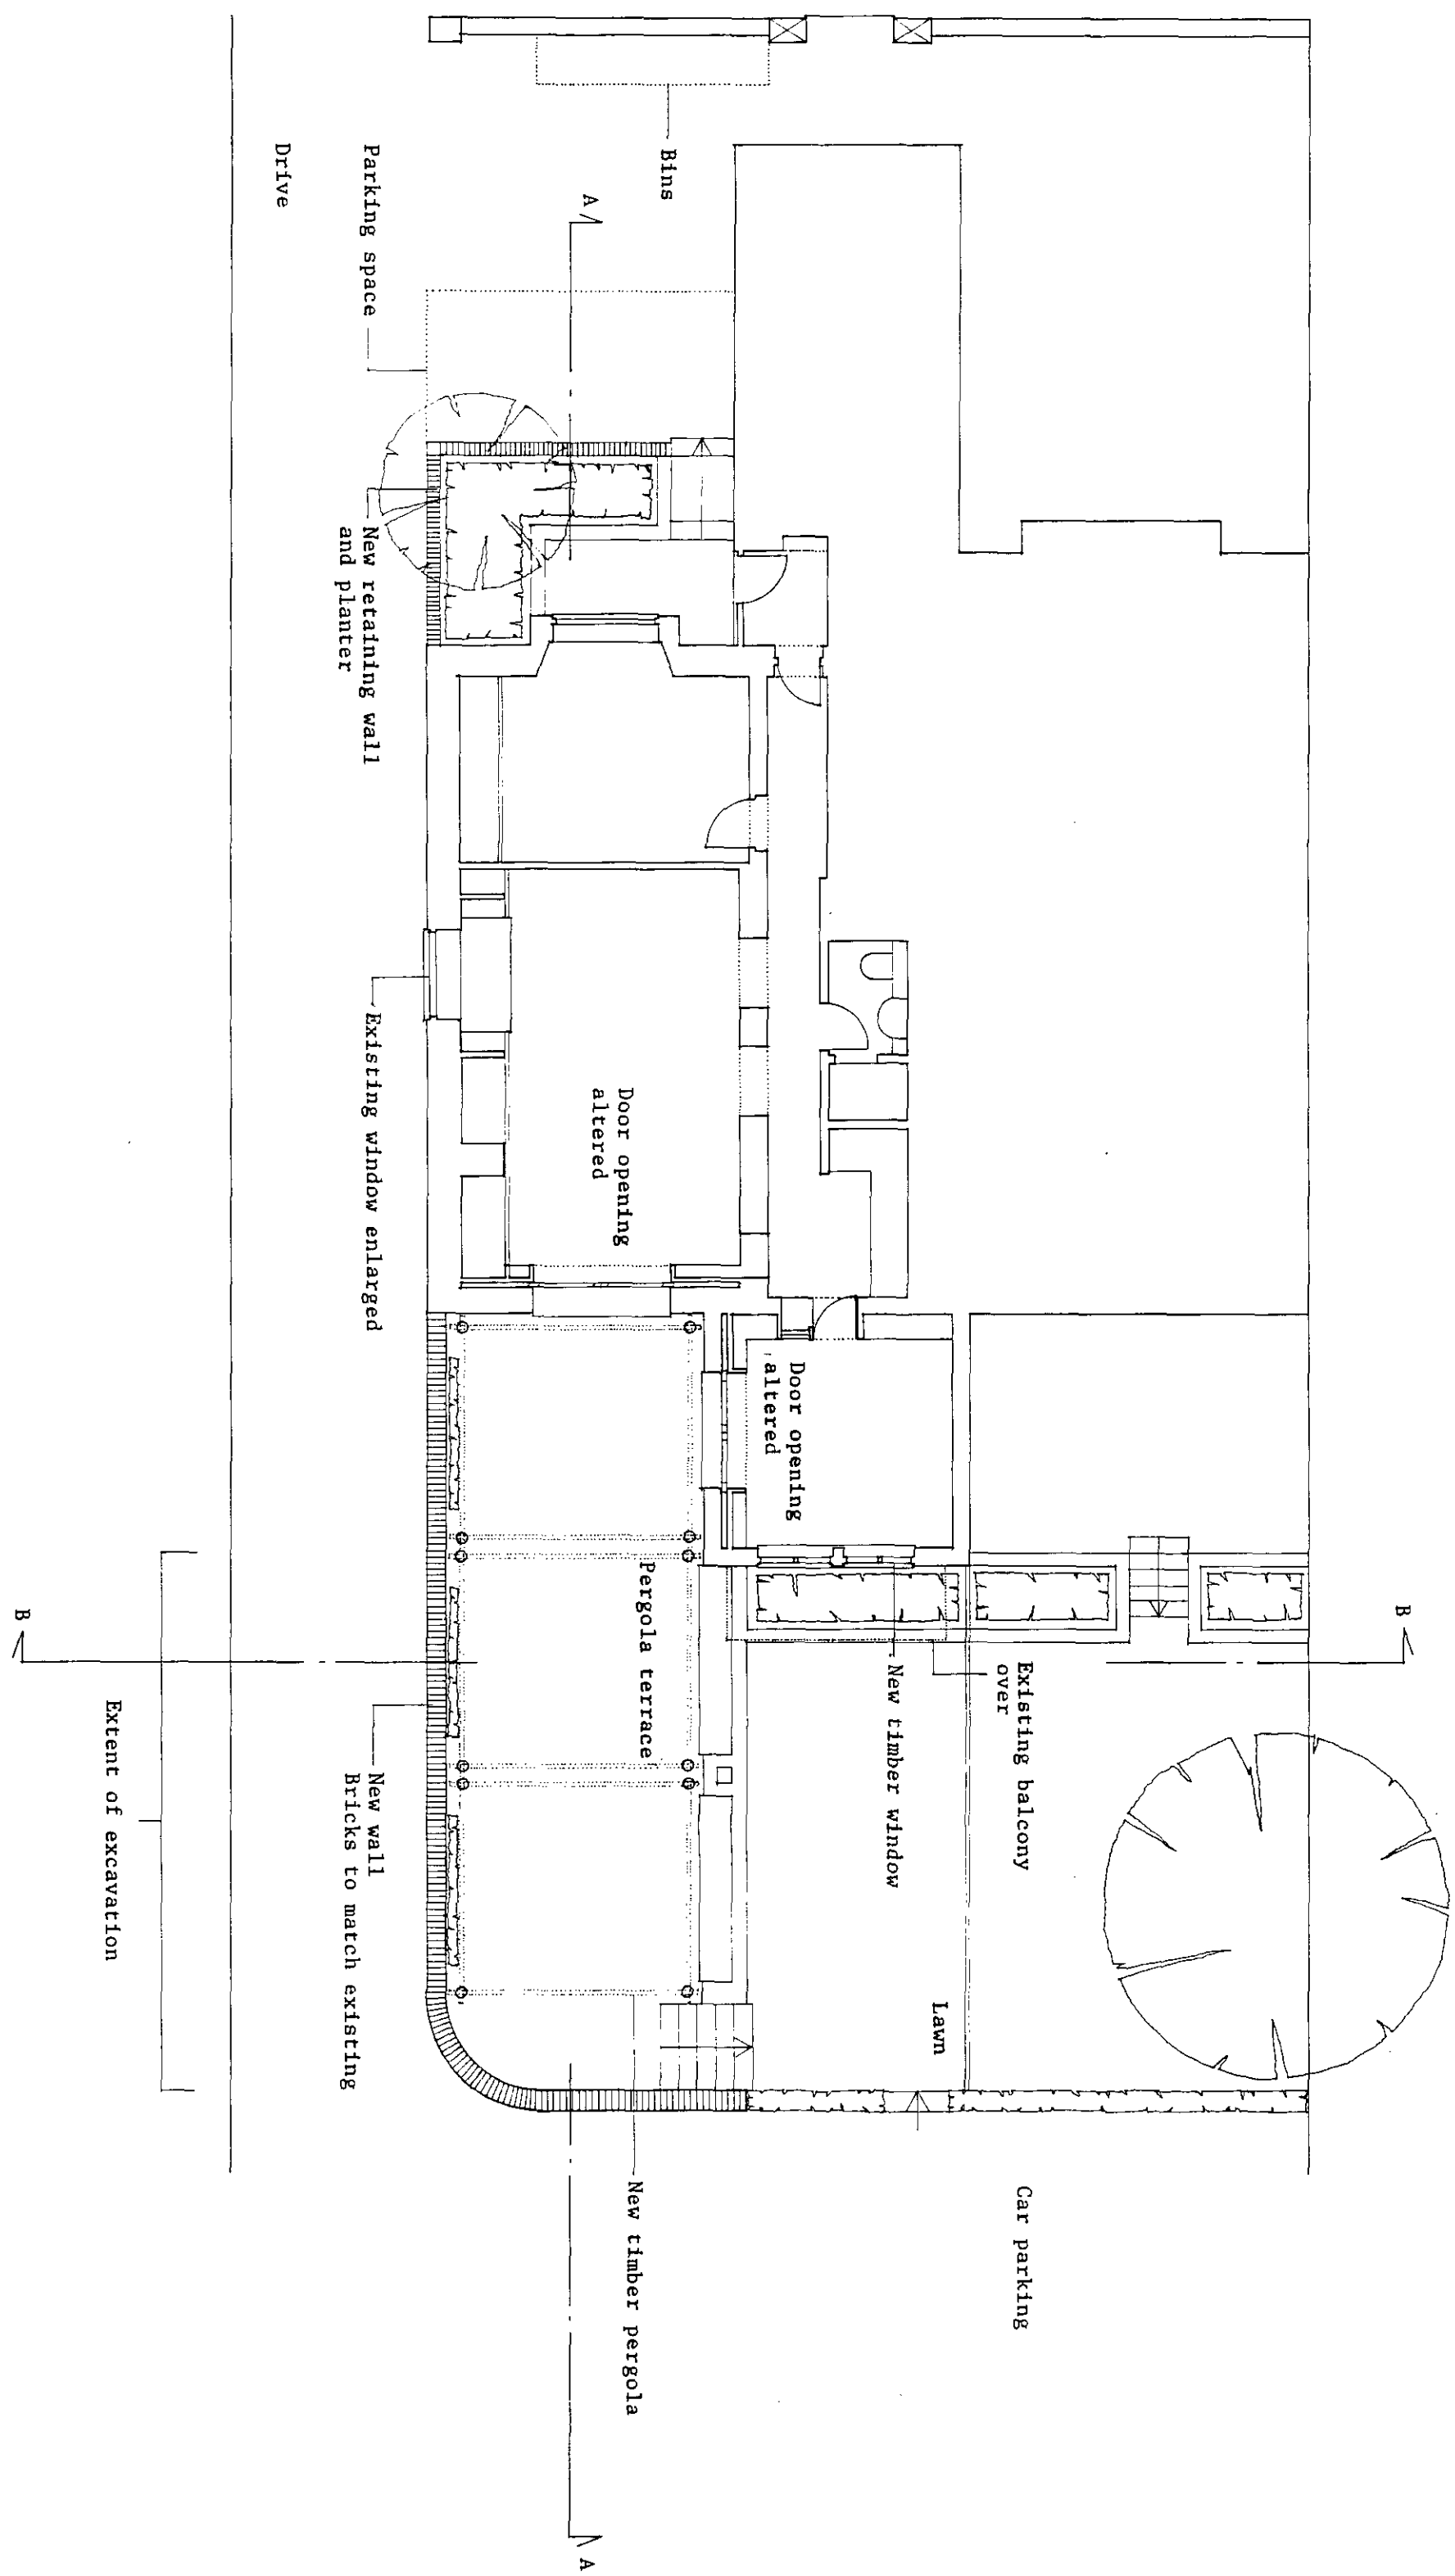 Car parking
Existing balcony
over
Lawn
New timber window
Door opening
altered
Bins
Pergola terrace
Door opening
altered
New timber pergola
A
A
Parking space
New retaining wall
and planter
Existing window enlarged
New wall
Bricks to match existing
Drive
Extent of excavation
B
B